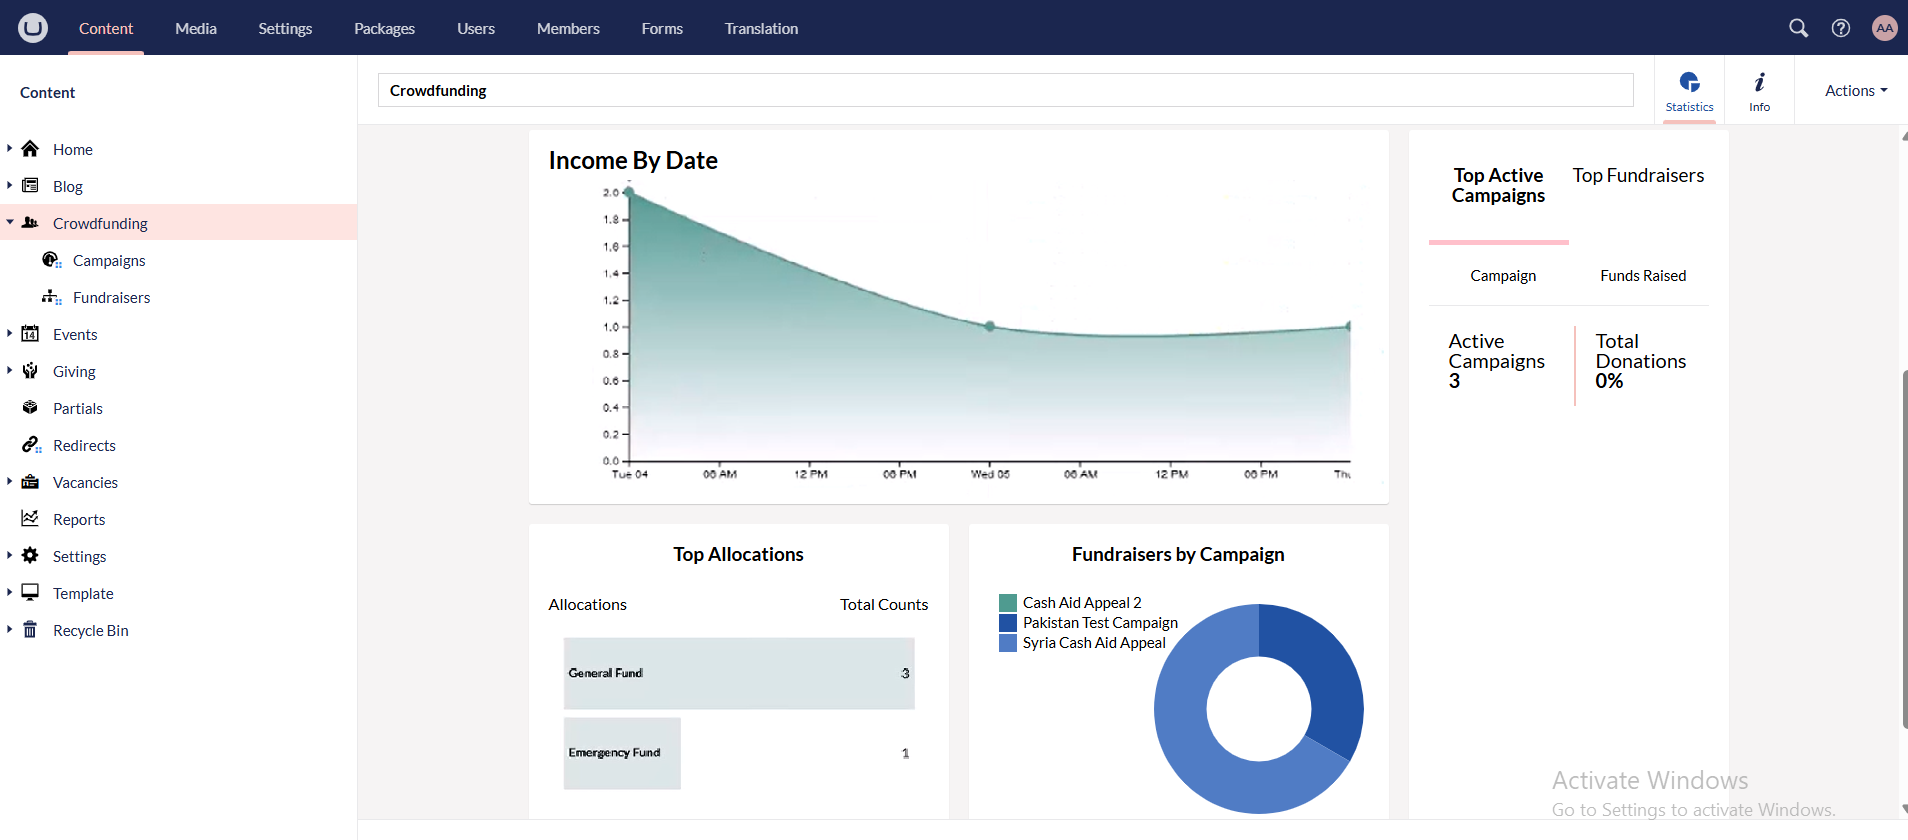 Content
Media
Settings
Packages
Users
Members
Forms
Translation
AA
Content
Home
Blog
Crowdfunding
Campaigns
Fundraisers
14
Events
Giving
Partials
Redirects
Vacancies
Reports
Settings
Template
Recycle Bin
Crowdfunding
Statistics
Info
Actions
Income By Date
2.0
1.8
1.6
1.4
1.2
1.0
0.8
0.6
0.4
0.2
0.0
Tue 04
06 AM
12 PM
06 PM
Wed 05
06 AM
12 PM
06 PM
Top Active
Campaigns
Top Fundraisers
Campaign
Funds Raised
Active
Campaigns
3
Total
Donations
0%
Top Allocations
Allocations
Total Counts
General Fund
3
Emergency Fund
1
Fundraisers by Campaign
Cash Aid Appeal 2
Pakistan Test Campaign
Syria Cash Aid Appeal
Activate Windows
Go to Settings to activate Windows.